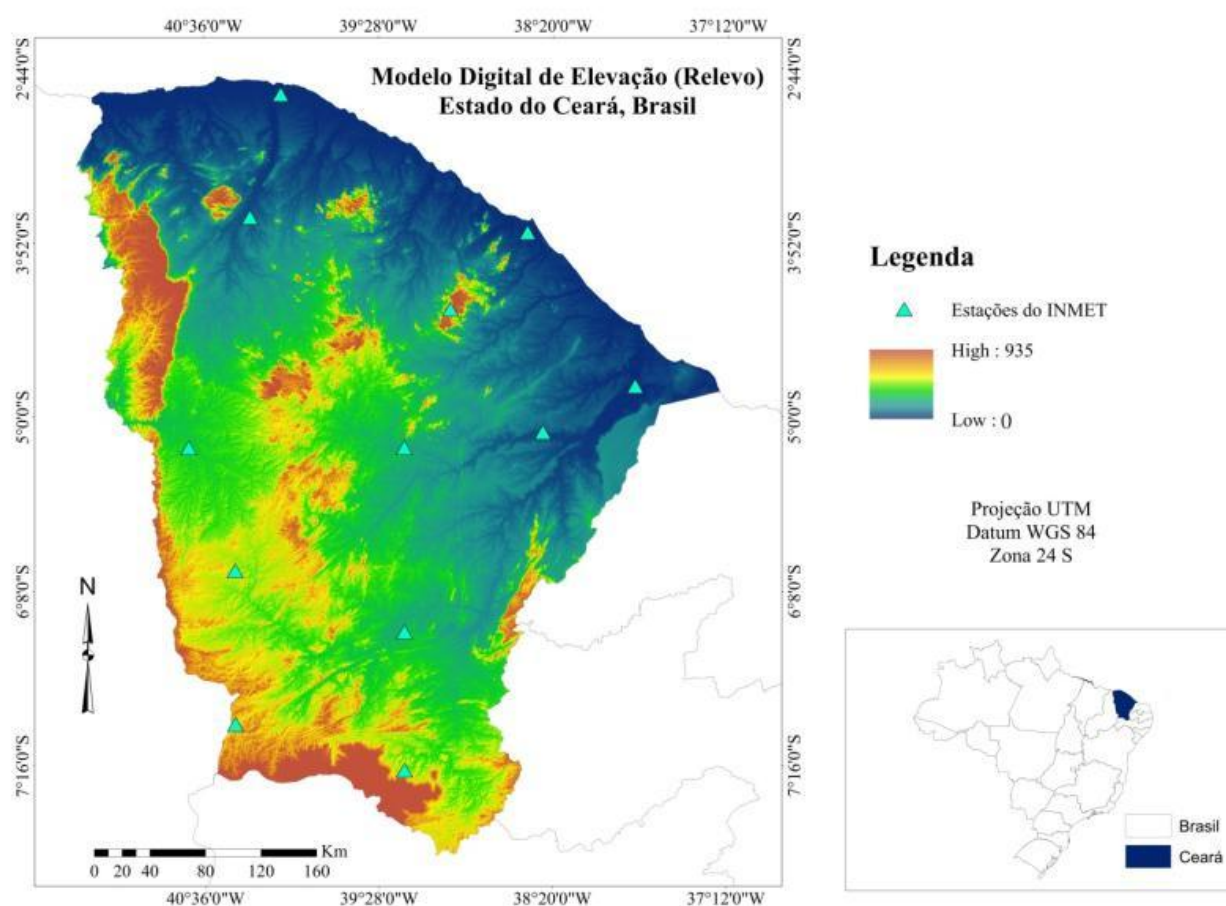 40°36'0"W 39°28'0"W 38°20'0"W 37°12'0"W
Modelo Digital de Elevação (Relevo)
Estado do Ceará, Brasil
2°44'0"S
2°44'0"S
3°52'0"S
3°52'0"S
5°0'0"S
5°0'0"S
6°8'0"S
6°8'0"S
7°16'0"S
7°16'0"S
N
Km
0 20 40 80 120 160
40°36'0"W 39°28'0"W 38°20'0"W 37°12'0"W
Legenda
Estações do INMET
High : 935
Low : 0
Projeção UTM
Datum WGS 84
Zona 24 S
Brasil
Ceará